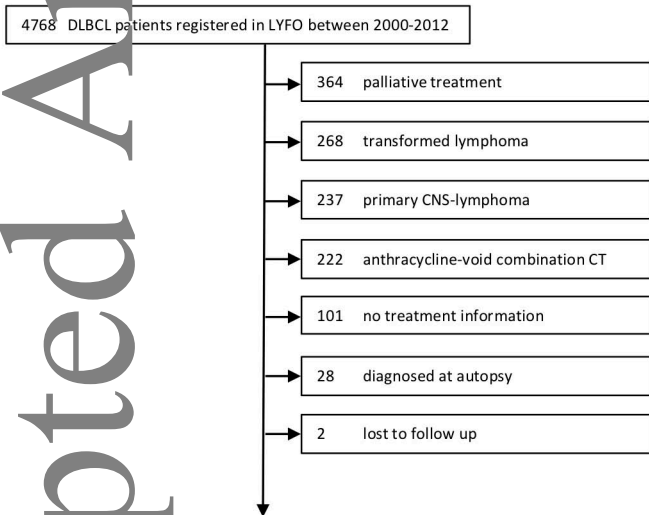 4768 DLBCL patients registered in LYFO between 2000-2012
364 palliative treatment
268 transformed lymphoma
237 primary CNS-lymphoma
222 anthracycline-void combination CT
101 no treatment information
28 diagnosed at autopsy
2 lost to follow up